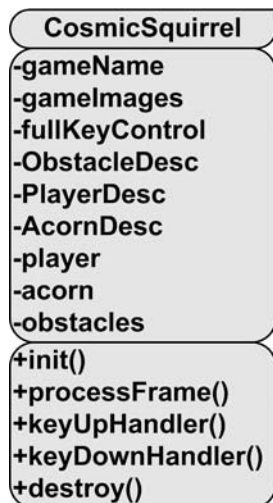 CosmicSquirrel
-gameName
-gameImages
-fullKeyControl
-ObstacleDesc
-PlayerDesc
-AcornDesc
-player
-acorn
-obstacles
+init()
+processFrame()
+keyUpHandler()
+keyDownHandler()
+destroy()